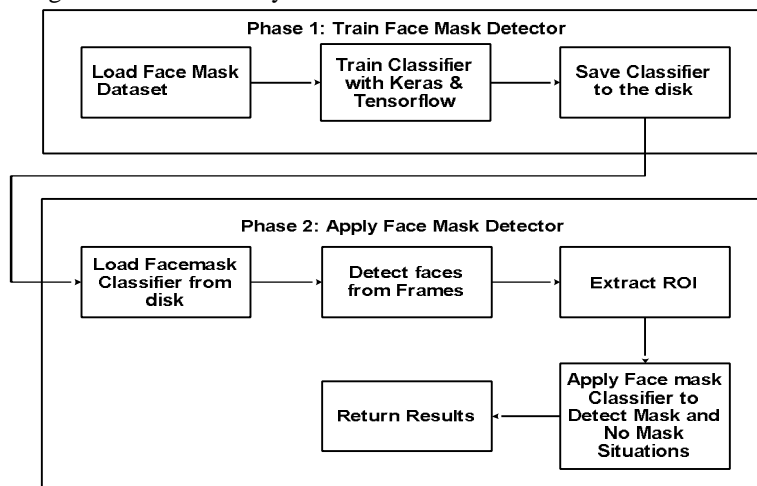 Phase 1: Train Face Mask Detector
Load Face Mask
Dataset
Train Classifier
with Keras &
Tensorflow
Save Classifier
to the disk
Phase 2: Apply Face Mask Detector
Load Facemask
Classifier from
disk
Detect faces
from Frames
Extract ROI
Apply Face mask
Classifier to
Detect Mask and
No Mask
Situations
Return Results